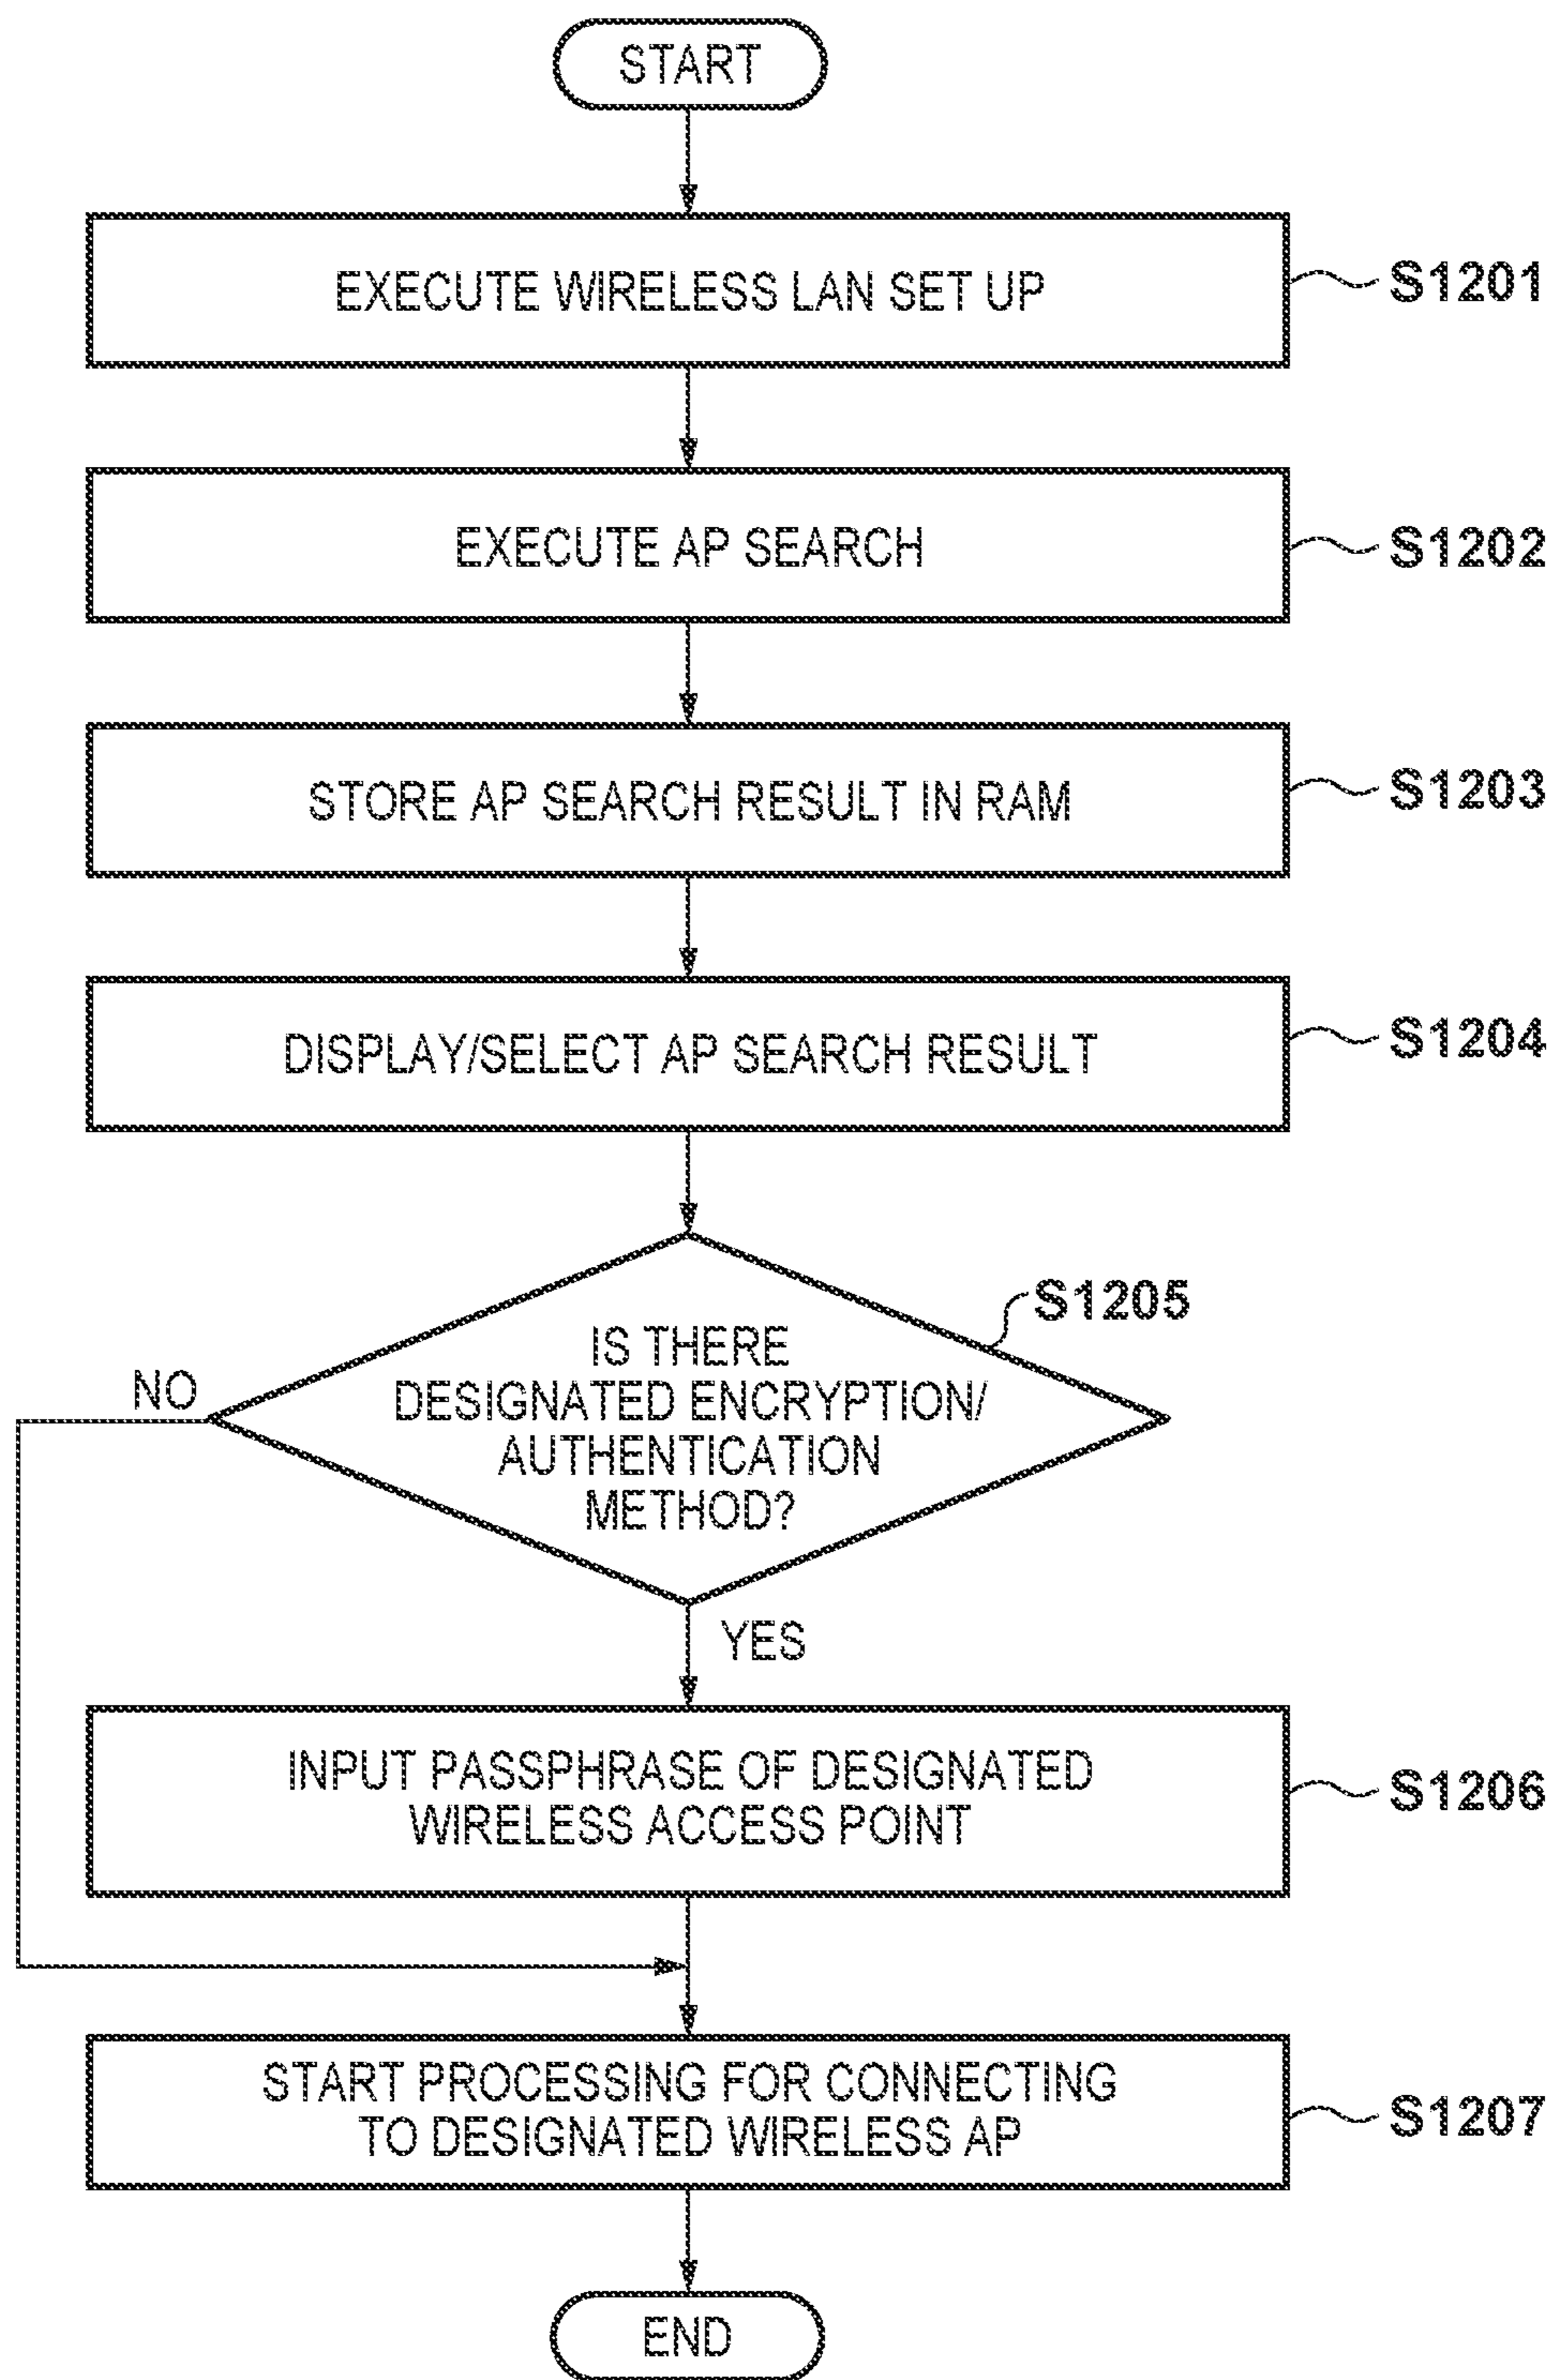 START
EXECUTE WIRELESS LAN SET UP
S1201
EXECUTE AP SEARCH
S1202
STORE AP SEARCH RESULT IN RAM
S1203
DISPLAY/SELECT AP SEARCH RESULT
S1204
S1205
IS THERE
DESIGNATED ENCRYPTION/
AUTHENTICATION
METHOD?
NO
YES
INPUT PASSPHRASE OF DESIGNATED
WIRELESS ACCESS POINT
S1206
START PROCESSING FOR CONNECTING
TO DESIGNATED WIRELESS AP
S1207
END